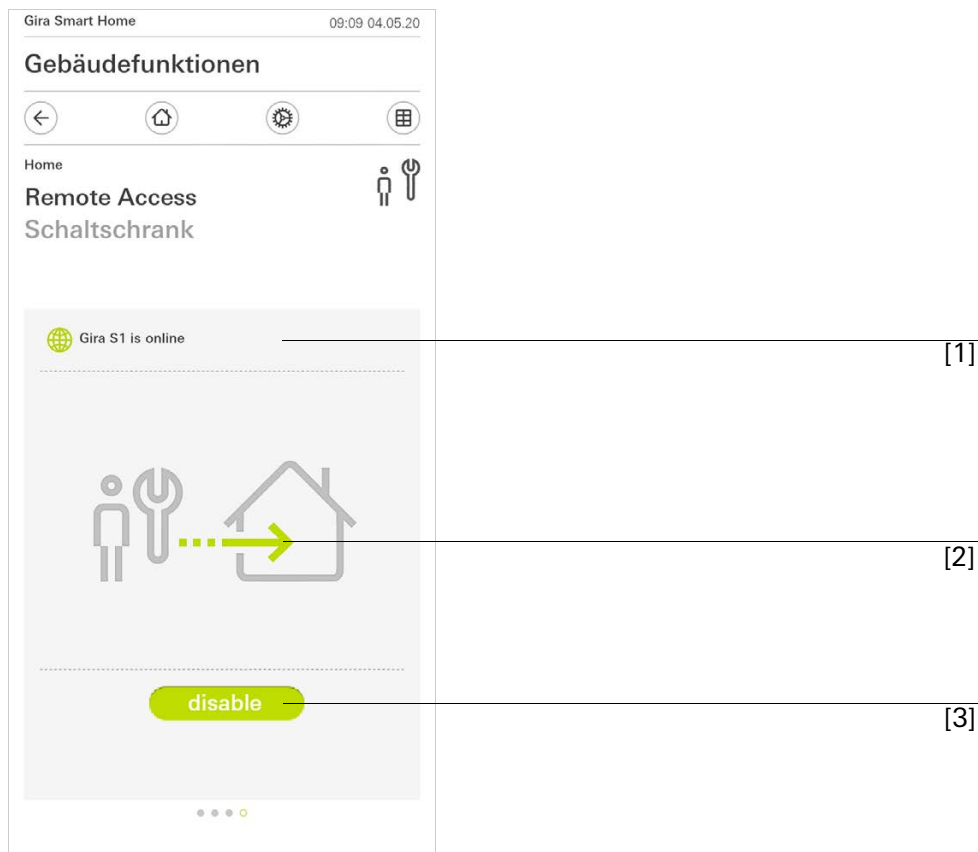 Gira Smart Home 09:09 04.05.20
Gebäudefunktionen
Home
Remote Access
Schaltschrank
Gira S1 is online
[1]
[2]
disable
[3]